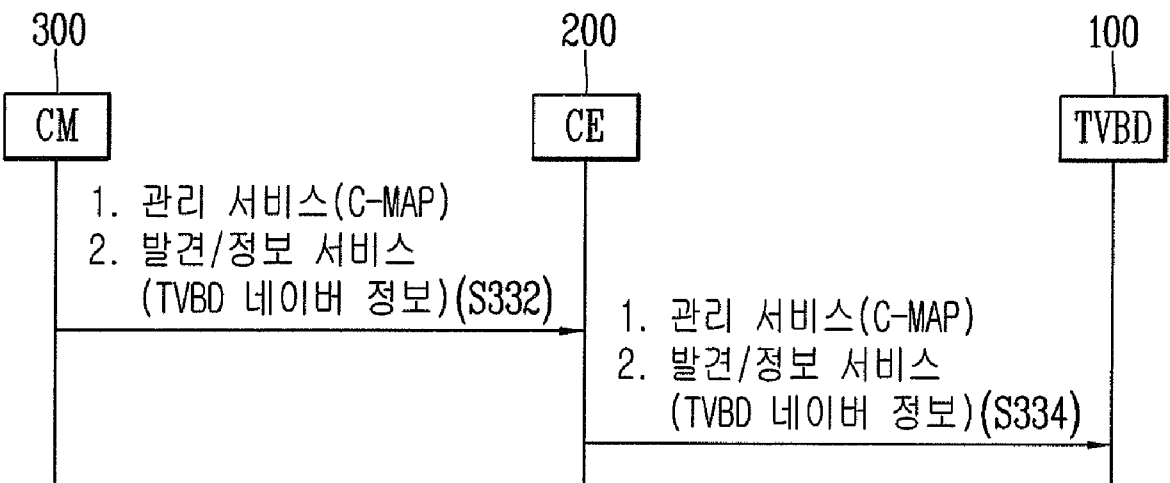 300 200 100
CM CE TVBD
1. 관리 서비스(C-MAP)
2. 발견/정보 서비스
(TVBD 네이버 정보)(S332)
1. 관리 서비스(C-MAP)
2. 발견/정보 서비스
(TVBD 네이버 정보)(S334)